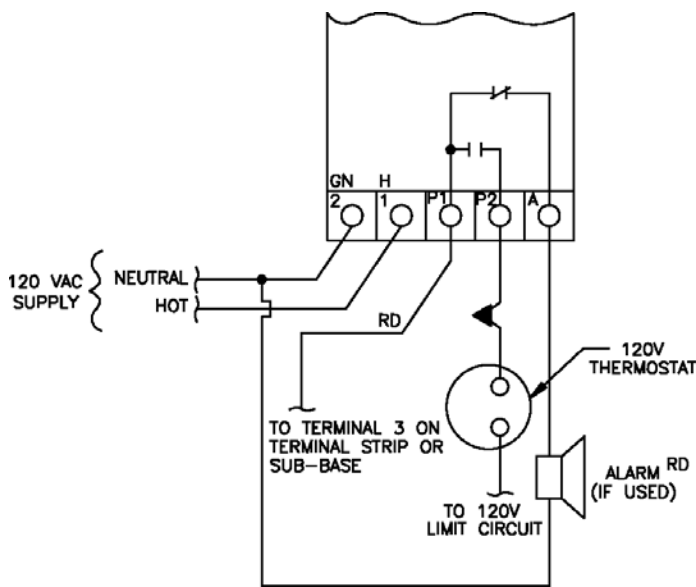 GN H
2 1 P1 P2 A
120 VAC
SUPPLY
NEUTRAL
HOT
RD
120V
THERMOSTAT
TO TERMINAL 3 ON
TERMINAL STRIP OR
SUB-BASE
TO 120V
LIMIT CIRCUIT
ALARM RD
(IF USED)